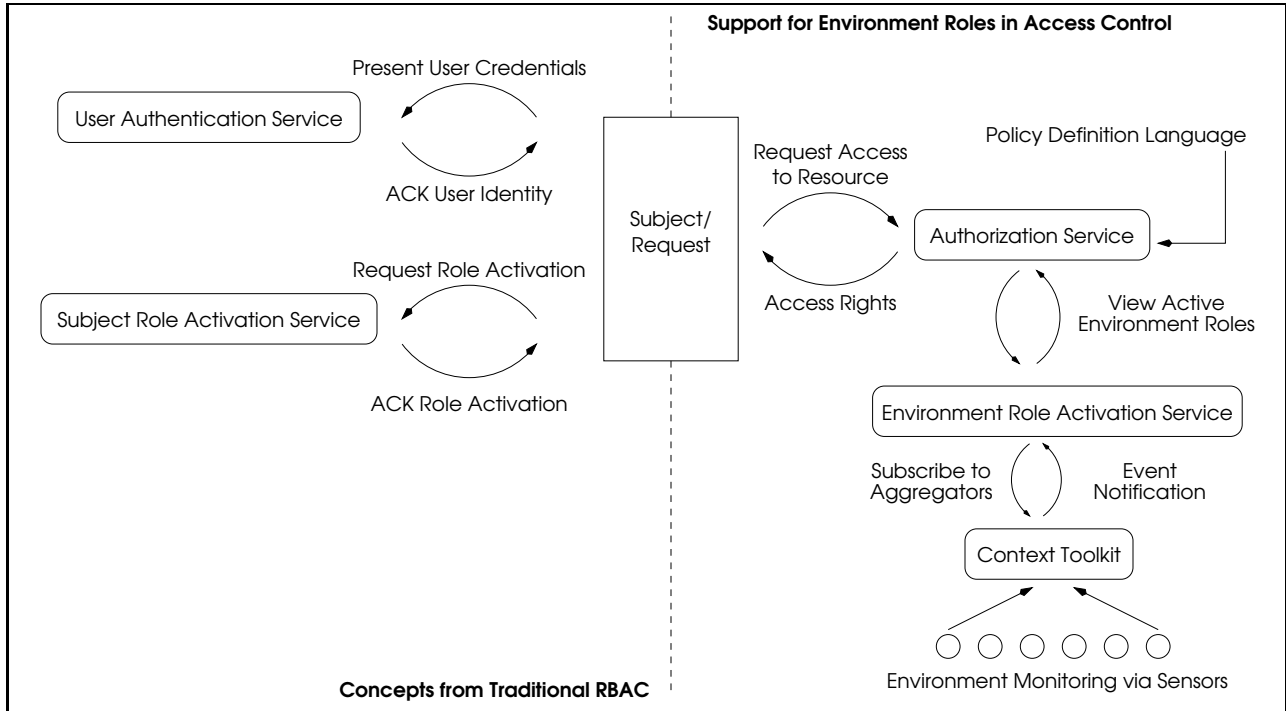 Support for Environment Roles in Access Control
Present User Credentials
User Authentication Service
ACK User Identity
Request Role Activation
Subject Role Activation Service
ACK Role Activation
Concepts from Traditional RBAC
Subject/
Request
Request Access
to Resource
Access Rights
Policy Definition Language
Authorization Service
View Active
Environment Roles
Environment Role Activation Service
Subscribe to
Aggregators
Event
Notification
Context Toolkit
Environment Monitoring via Sensors